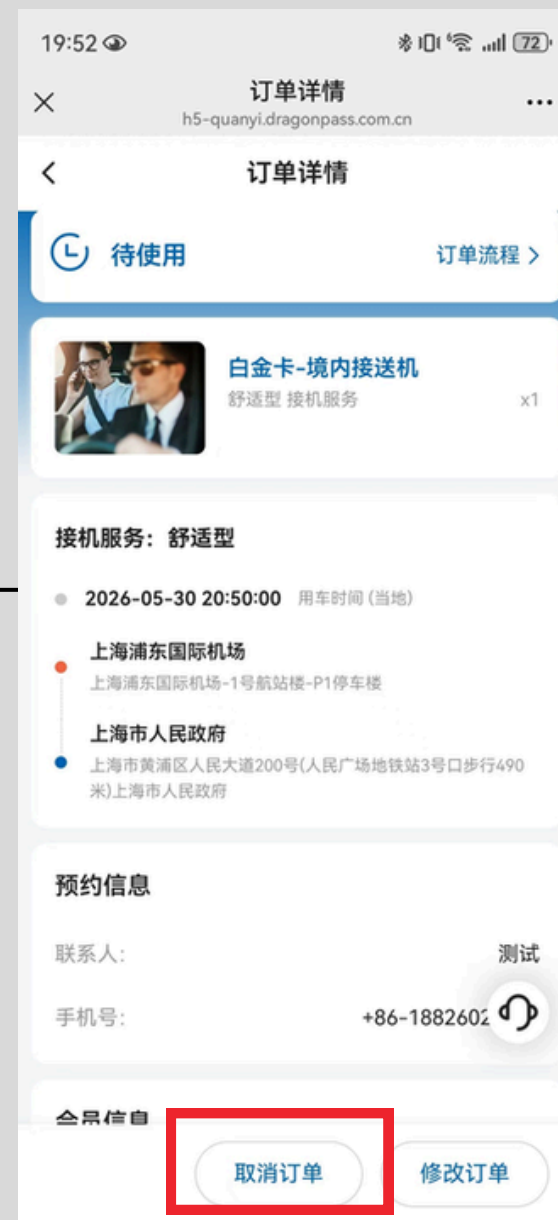 19:52
72
订单详情
h5-quanyi.dragonpass.com.cn
订单详情
待使用
订单流程
白金卡-境内接送机
舒适型 接机服务
x1
接机服务：舒适型
2026-05-30 20:50:00 用车时间 (当地)
上海浦东国际机场
上海浦东国际机场-1号航站楼-P1停车楼
上海市人民政府
上海市黄浦区人民大道200号(人民广场地铁站3号口步行490
米)上海市人民政府
预约信息
联系人:
测试
手机号:
+86-1882602
会员信息
取消订单
修改订单